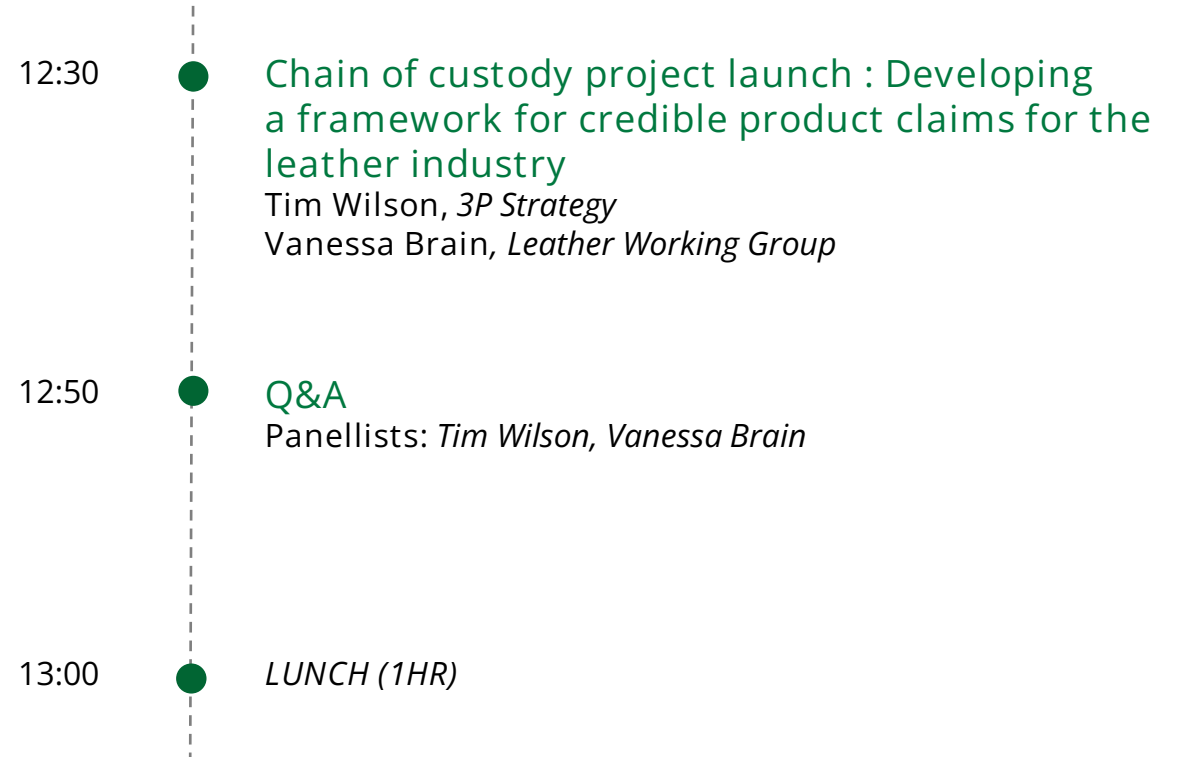 12:30 Chain of custody project launch : Developing
a framework for credible product claims for the
leather industry
Tim Wilson, 3P Strategy
Vanessa Brain, Leather Working Group
12:50 Q&A
Panellists: Tim Wilson, Vanessa Brain
13:00 LUNCH (1HR)